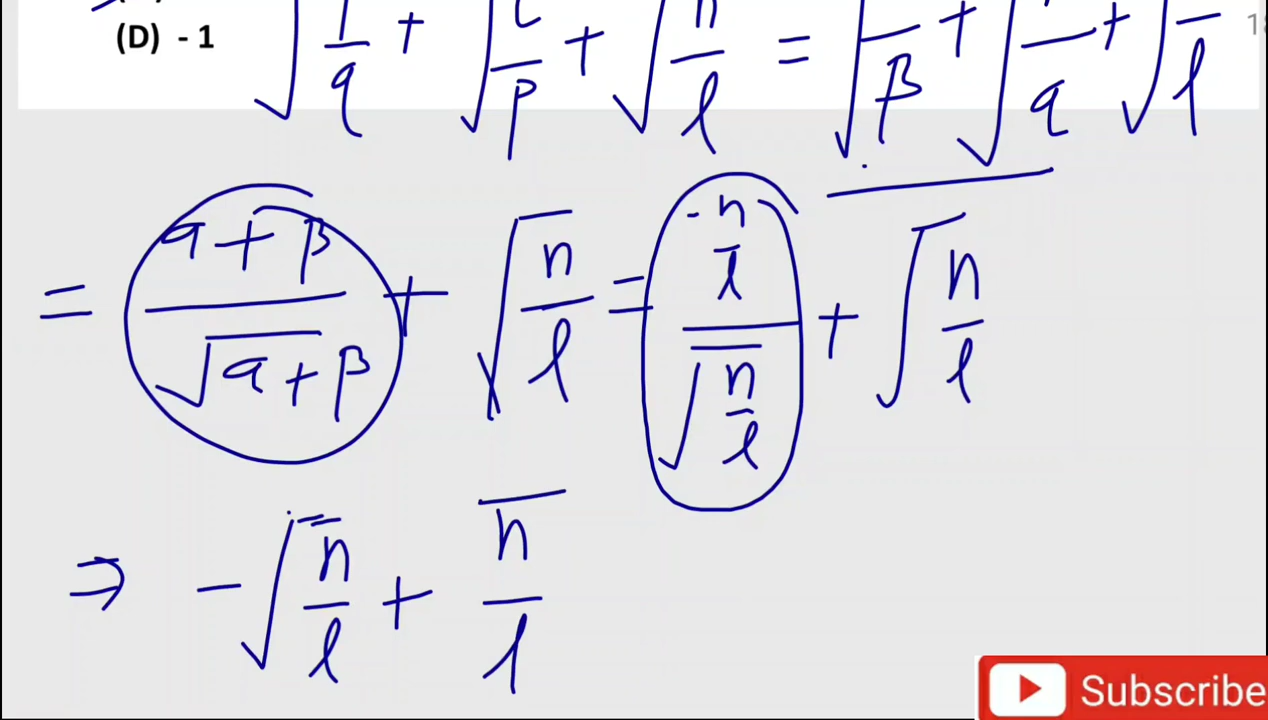 (D) - 1
√q + √p + √n/l = √β + √q + √l
= α + β / √α + β + √n/l = - n/l / √n/l + √n/l
⇒ - √n/l + n/l
Subscribe